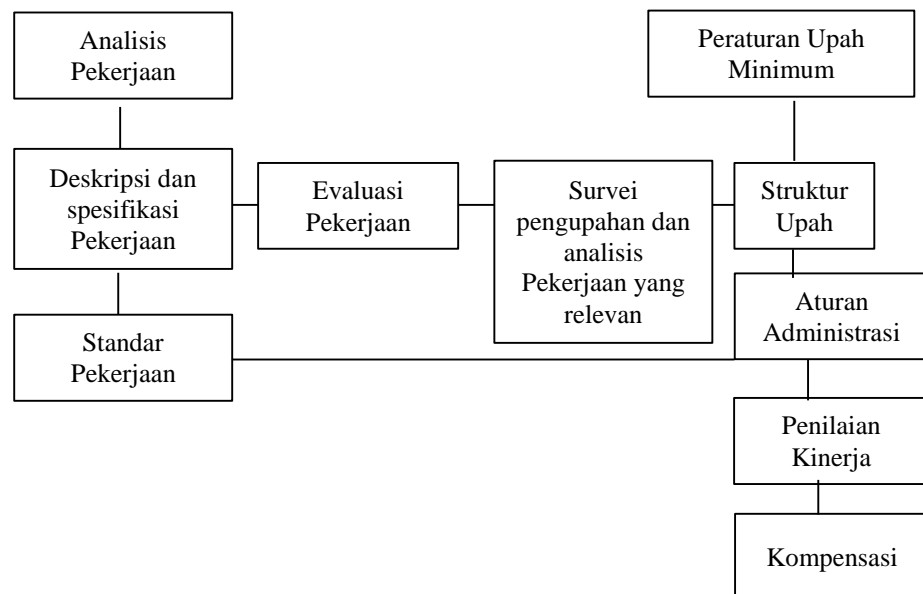 Analisis
Pekerjaan
Peraturan Upah
Minimum
Deskripsi dan
spesifikasi
Pekerjaan
Evaluasi
Pekerjaan
Survei
pengupahan dan
analisis
Pekerjaan yang
relevan
Struktur
Upah
Standar
Pekerjaan
Aturan
Administrasi
Penilaian
Kinerja
Kompensasi